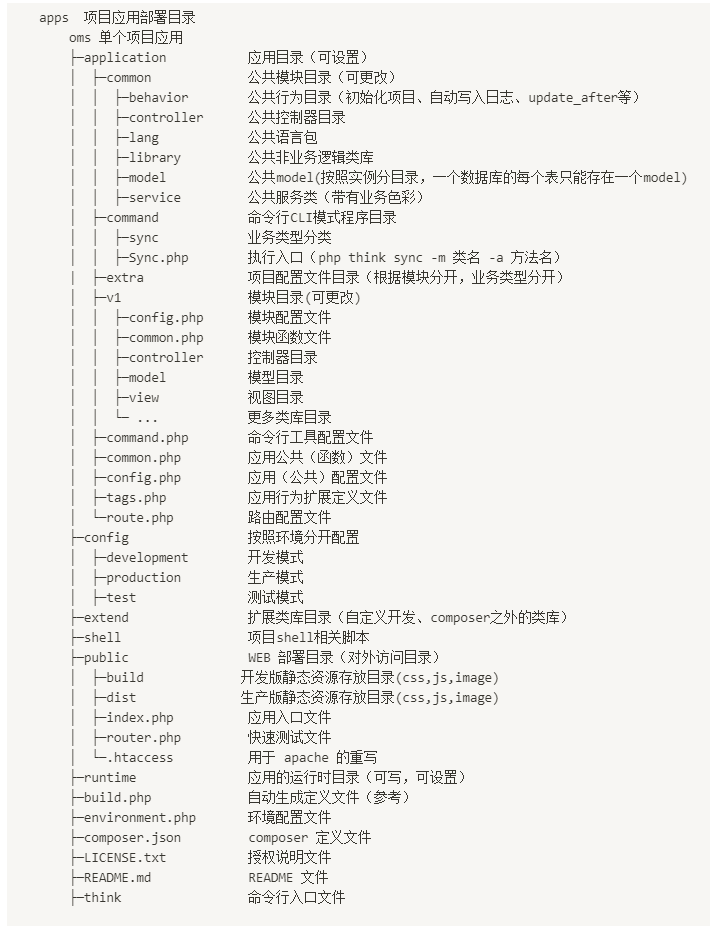 apps  项目应用部署目录
    oms 单个项目应用
    ├─application           应用目录（可设置）
    │  ├─common             公共模块目录（可更改）
    │  │  ├─behavior        公共行为目录（初始化项目、自动写入日志、update_after等）
    │  │  ├─controller      公共控制器目录
    │  │  ├─lang            公共语言包
    │  │  ├─library         公共非业务逻辑类库
    │  │  ├─model           公共model(按照实例分目录，一个数据库的每个表只能存在一个model)
    │  │  ├─service         公共服务类（带有业务色彩）
    │  ├─command            命令行CLI模式程序目录
    │  │  ├─sync            业务类型分类
    │  │  ├─Sync.php        执行入口（php think sync -m 类名 -a 方法名）
    │  ├─extra              项目配置文件目录（根据模块分开，业务类型分开）
    │  ├─v1                 模块目录(可更改)
    │  │  ├─config.php      模块配置文件
    │  │  ├─common.php      模块函数文件
    │  │  ├─controller      控制器目录
    │  │  ├─model           模型目录
    │  │  ├─view            视图目录
    │  │  └─ ...            更多类库目录
    │  ├─command.php        命令行工具配置文件
    │  ├─common.php         应用公共（函数）文件
    │  ├─config.php         应用（公共）配置文件
    │  ├─tags.php           应用行为扩展定义文件
    │  └─route.php          路由配置文件
    ├─config                按照环境分开配置
    │  ├─development        开发模式
    │  ├─production         生产模式
    │  ├─test               测试模式
    ├─extend                扩展类库目录（自定义开发、composer之外的类库）
    ├─shell                 项目shell相关脚本
    ├─public                WEB 部署目录（对外访问目录）
    │  ├─build             开发版静态资源存放目录(css,js,image)
    │  ├─dist              生产版静态资源存放目录(css,js,image)
    │  ├─index.php          应用入口文件
    │  ├─router.php         快速测试文件
    │  └─.htaccess          用于 apache 的重写
    ├─runtime               应用的运行时目录（可写，可设置）
    ├─build.php             自动生成定义文件（参考）
    ├─environment.php       环境配置文件
    ├─composer.json         composer 定义文件
    ├─LICENSE.txt           授权说明文件
    ├─README.md             README 文件
    ├─think                 命令行入口文件